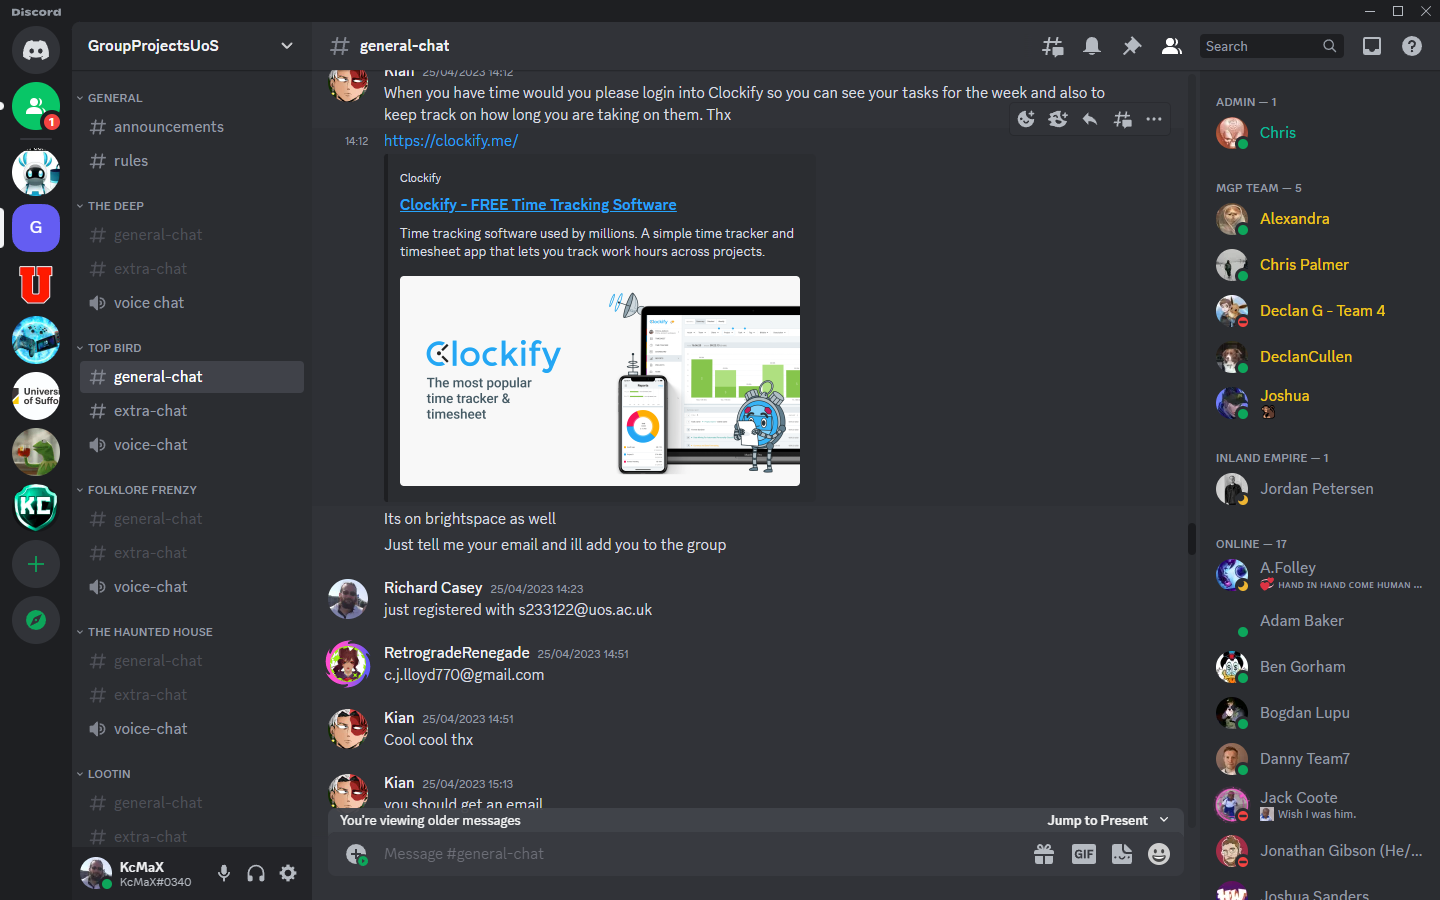 Discord
GroupProjectsUoS
GENERAL
announcements
rules
THE DEEP
general-chat
extra-chat
voice chat
TOP BIRD
general-chat
extra-chat
voice-chat
FOLKLORE FRENZY
general-chat
extra-chat
voice-chat
THE HAUNTED HOUSE
general-chat
extra-chat
voice-chat
LOOTIN
general-chat
extra-chat
KcMaX
KcMaX#0340
1
G
U
Univers
of Suffo
KC
general-chat
Search
Kian 25/04/2023 14:12
When you have time would you please login into Clockify so you can see your tasks for the week and also to
keep track on how long you are taking on them. Thx
14:12 https://clockify.me/
Clockify
Clockify - FREE Time Tracking Software
Time tracking software used by millions. A simple time tracker and
timesheet app that lets you track work hours across projects.
Clockify
The most popular
time tracker &
timesheet
Its on brightspace as well
Just tell me your email and ill add you to the group
Richard Casey 25/04/2023 14:23
just registered with s233122@uos.ac.uk
RetrogradeRenegade 25/04/2023 14:51
c.j.lloyd770@gmail.com
Kian 25/04/2023 14:51
Cool cool thx
Kian 25/04/2023 15:13
you should get an email
You're viewing older messages Jump to Present
Message #general-chat
GIF
ADMIN — 1
Chris
MGP TEAM — 5
Alexandra
Chris Palmer
Declan G - Team 4
DeclanCullen
Joshua
INLAND EMPIRE — 1
Jordan Petersen
ONLINE — 17
A.Folley
HAND IN HAND COME HUMAN ...
Adam Baker
Ben Gorham
Bogdan Lupu
Danny Team7
Jack Coote
Wish I was him.
Jonathan Gibson (He/...
Joshua Sanders